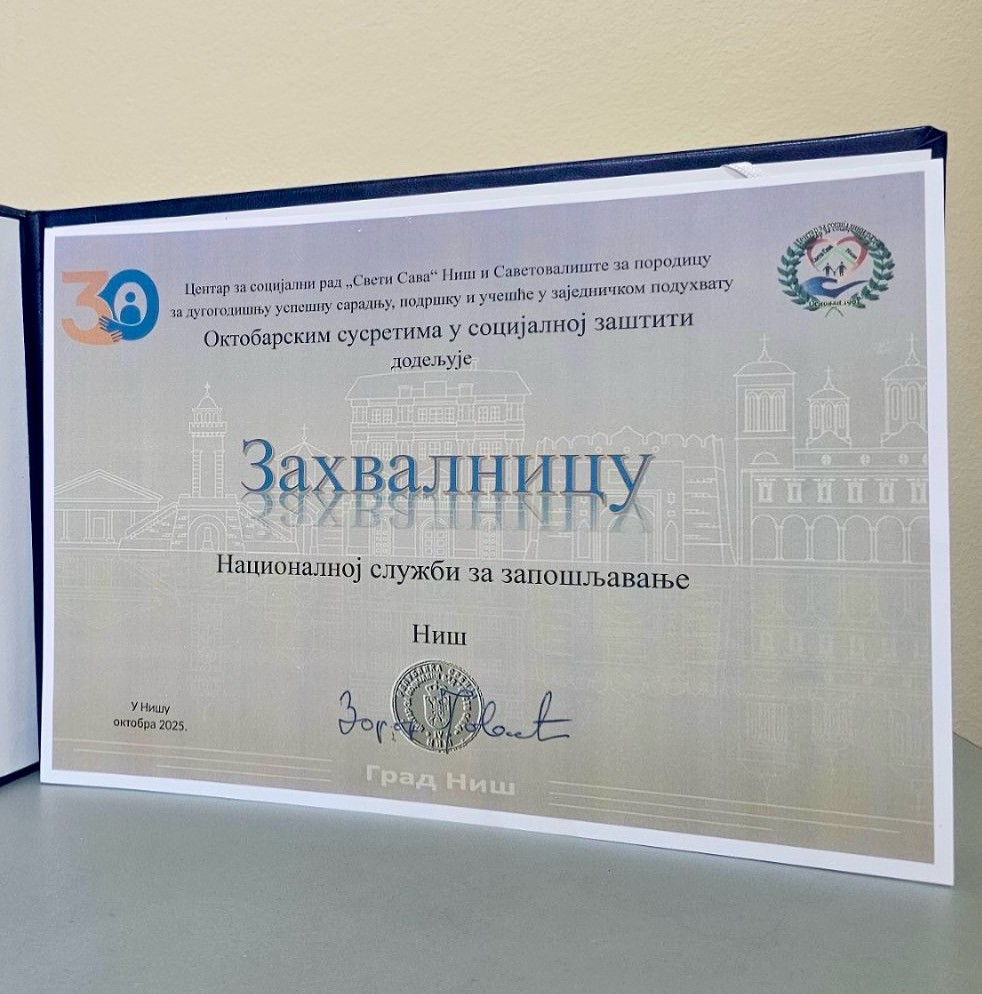 30
Центар за социјални рад „Свети Сава“ Ниш и Саветовалиште за породицу
за дугогодишњу успешну сарадњу, подршку и учешће у заједничком подухвату
Октобарским сусретима у социјалној заштити
додељује
Захвалницу
Националној служби за запошљавање
Ниш
У Нишу
октобра 2025.
Град Ниш